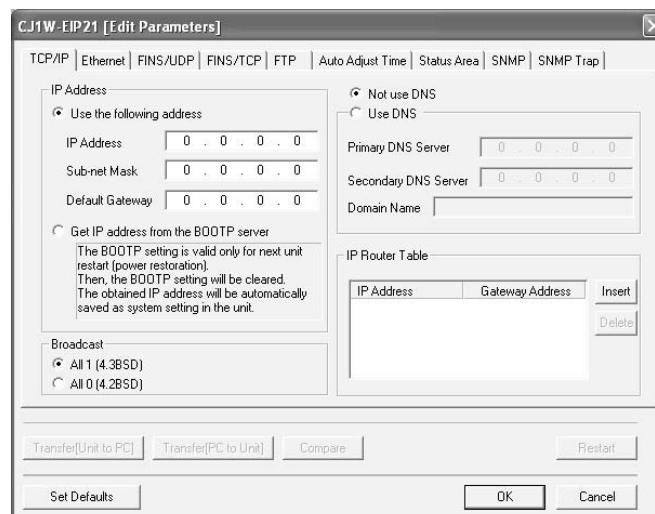 CJ1W-EIP21 [Edit Parameters]
TCP/IP Ethernet FINS/UDP FINS/TCP FTP Auto Adjust Time Status Area SNMP SNMP Trap
IP Address
Use the following address
IP Address 0 . 0 . 0 . 0
Sub-net Mask 0 . 0 . 0 . 0
Default Gateway 0 . 0 . 0 . 0
Get IP address from the BOOTP server
The BOOTP setting is valid only for next unit
restart (power restoration).
Then, the BOOTP setting will be cleared.
The obtained IP address will be automatically
saved as system setting in the unit.
Broadcast
All 1 (4.3BSD)
All 0 (4.2BSD)
Not use DNS
Use DNS
Primary DNS Server 0 . 0 . 0 . 0
Secondary DNS Server 0 . 0 . 0 . 0
Domain Name
IP Router Table
IP Address Gateway Address Insert
Delete
Transfer[Unit to PC] Transfer[PC to Unit] Compare Restart
Set Defaults OK Cancel